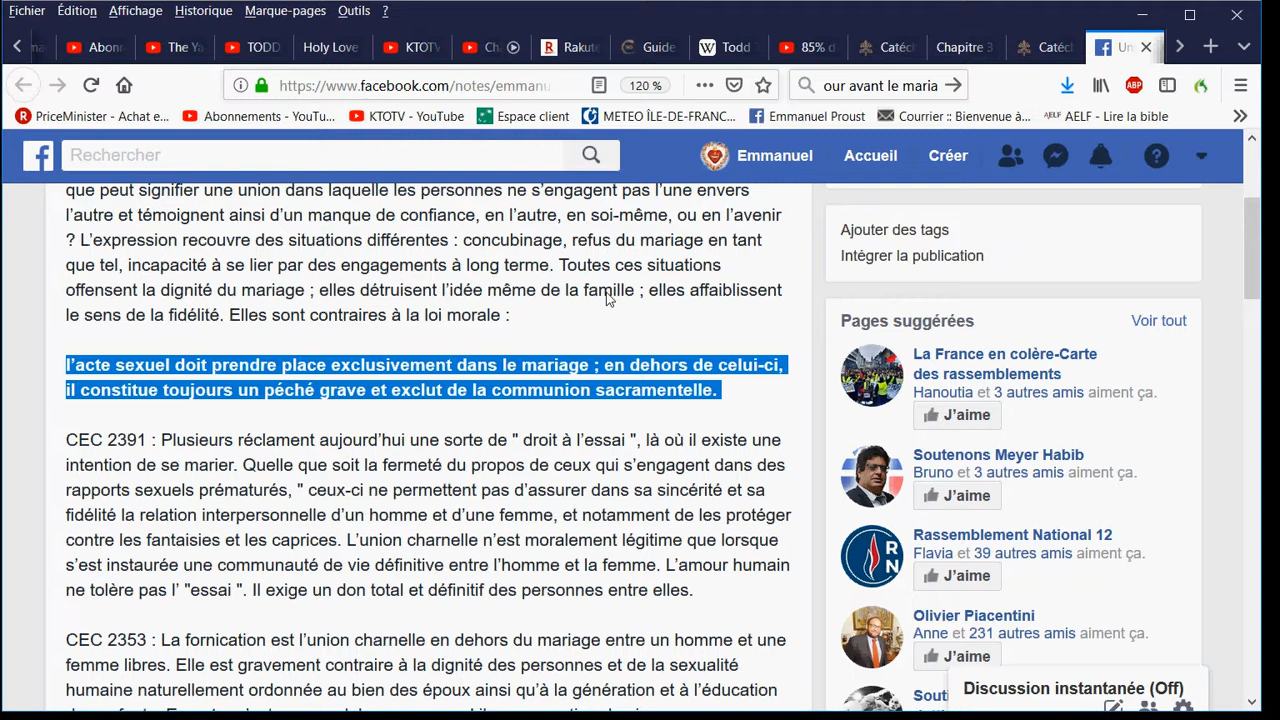 Fichier Édition Affichage Historique Marque-pages Outils ?
Abonn
The Ya
TODD
Holy Love
KTOTV
Ch
Rakut
Guide
Todd
85% d
Catéch
Chapitre 3
Catéch
Un
https://www.facebook.com/notes/emmanu
120 %
our avant le maria
ABP
PriceMinister - Achat e... Abonnements - YouTu... KTOTV - YouTube Espace client METEO ÎLE-DE-FRANC... Emmanuel Proust Courrier :: Bienvenue à... AELF AELF - Lire la bible
Rechercher
Emmanuel Accueil Créer
que peut signifier une union dans laquelle les personnes ne s’engagent pas l’une envers
l’autre et témoignent ainsi d’un manque de confiance, en l’autre, en soi-même, ou en l’avenir
? L’expression recouvre des situations différentes : concubinage, refus du mariage en tant
que tel, incapacité à se lier par des engagements à long terme. Toutes ces situations
offensent la dignité du mariage ; elles détruisent l’idée même de la famille ; elles affaiblissent
le sens de la fidélité. Elles sont contraires à la loi morale :
l’acte sexuel doit prendre place exclusivement dans le mariage ; en dehors de celui-ci,
il constitue toujours un péché grave et exclut de la communion sacramentelle.
CEC 2391 : Plusieurs réclament aujourd’hui une sorte de " droit à l’essai ", là où il existe une
intention de se marier. Quelle que soit la fermeté du propos de ceux qui s’engagent dans des
rapports sexuels prématurés, " ceux-ci ne permettent pas d’assurer dans sa sincérité et sa
fidélité la relation interpersonnelle d’un homme et d’une femme, et notamment de les protéger
contre les fantaisies et les caprices. L’union charnelle n’est moralement légitime que lorsque
s’est instaurée une communauté de vie définitive entre l’homme et la femme. L’amour humain
ne tolère pas l’ "essai ". Il exige un don total et définitif des personnes entre elles.
CEC 2353 : La fornication est l’union charnelle en dehors du mariage entre un homme et une
femme libres. Elle est gravement contraire à la dignité des personnes et de la sexualité
humaine naturellement ordonnée au bien des époux ainsi qu’à la génération et à l’éducation
Ajouter des tags
Intégrer la publication
Pages suggérées
Voir tout
La France en colère-Carte
des rassemblements
Hanoutia et 3 autres amis aiment ça.
J’aime
Soutenons Meyer Habib
Bruno et 3 autres amis aiment ça.
J’aime
Rassemblement National 12
Flavia et 39 autres amis aiment ça.
RN
J’aime
Olivier Piacentini
Anne et 231 autres amis aiment ça.
J’aime
Souti
Discussion instantanée (Off)